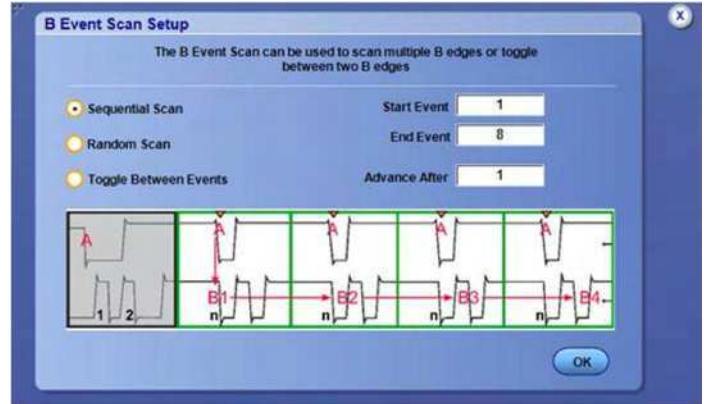 B Event Scan Setup
X
The B Event Scan can be used to scan multiple B edges or toggle
between two B edges
Sequential Scan
Start Event 1
Random Scan
End Event 8
Toggle Between Events
Advance After 1
A A A A A
B1 B2 B3 B4
1 2 n n n n
OK